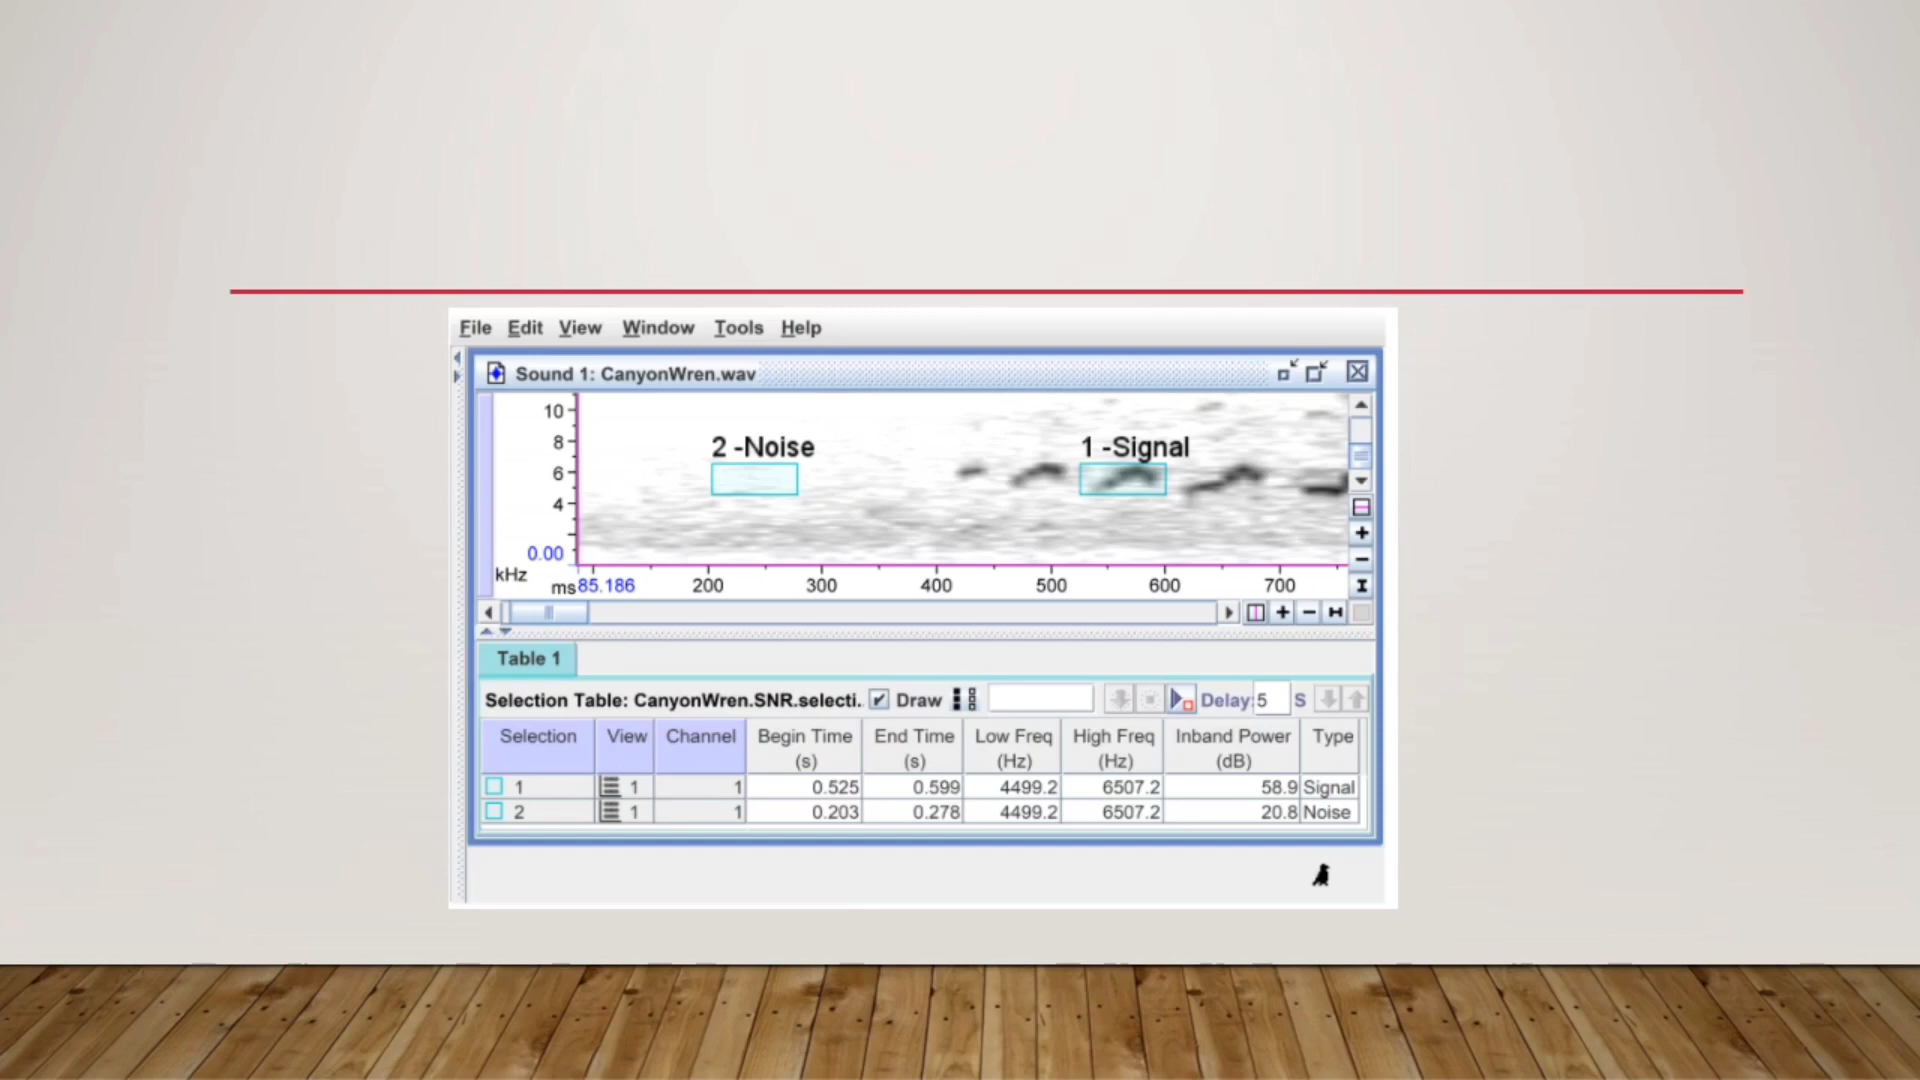 File Edit View Window Tools Help
Sound 1: CanyonWren.wav
10
8
6
4
0.00
kHz
2 -Noise
1 -Signal
ms 85.186 200 300 400 500 600 700
Table 1
Selection Table: CanyonWren.SNR.selecti.. Draw Delay: 5 S
Selection View Channel Begin Time (s) End Time (s) Low Freq (Hz) High Freq (Hz) Inband Power (dB) Type
1 1 1 0.525 0.599 4499.2 6507.2 58.9 Signal
2 1 1 0.203 0.278 4499.2 6507.2 20.8 Noise